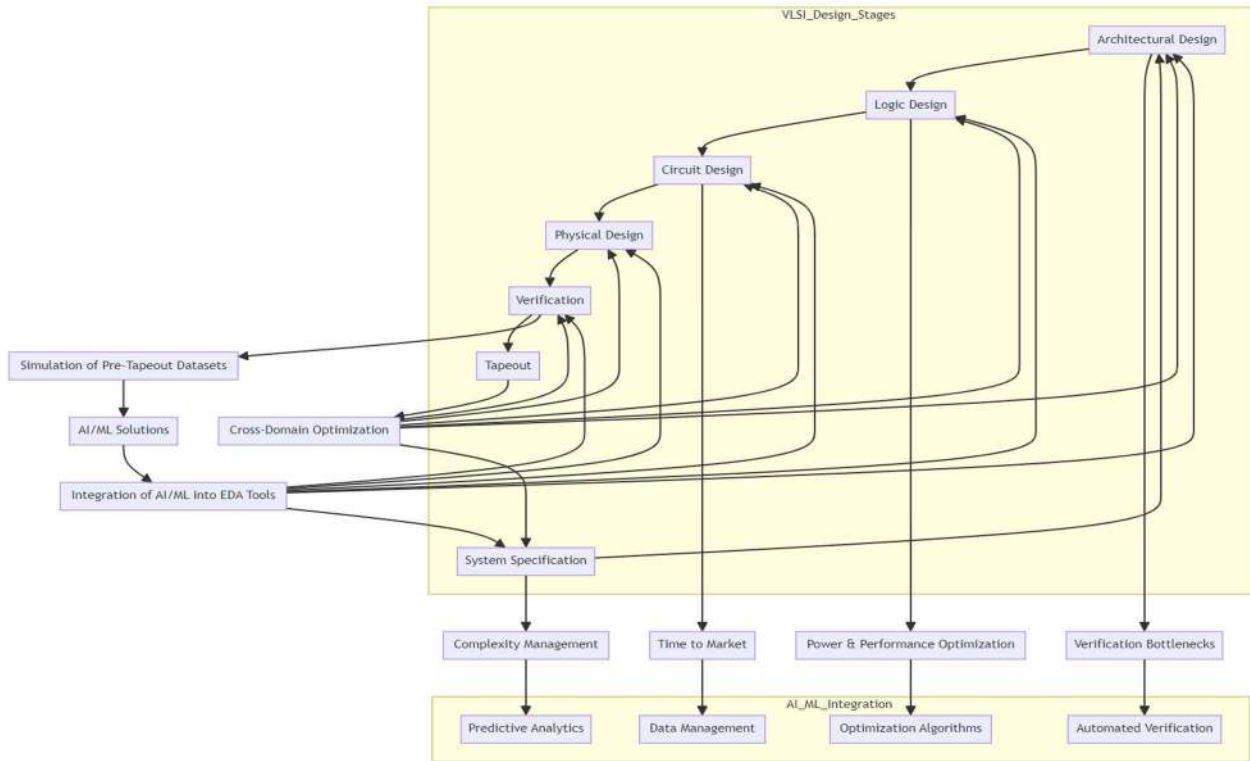 VLSI_Design_Stages
Architectural Design
Logic Design
Circuit Design
Physical Design
Verification
Simulation of Pre-Tapeout Datasets
Tapeout
AI/ML Solutions
Cross-Domain Optimization
Integration of AI/ML into EDA Tools
System Specification
Complexity Management
Time to Market
Power & Performance Optimization
Verification Bottlenecks
AI_ML_Integration
Predictive Analytics
Data Management
Optimization Algorithms
Automated Verification